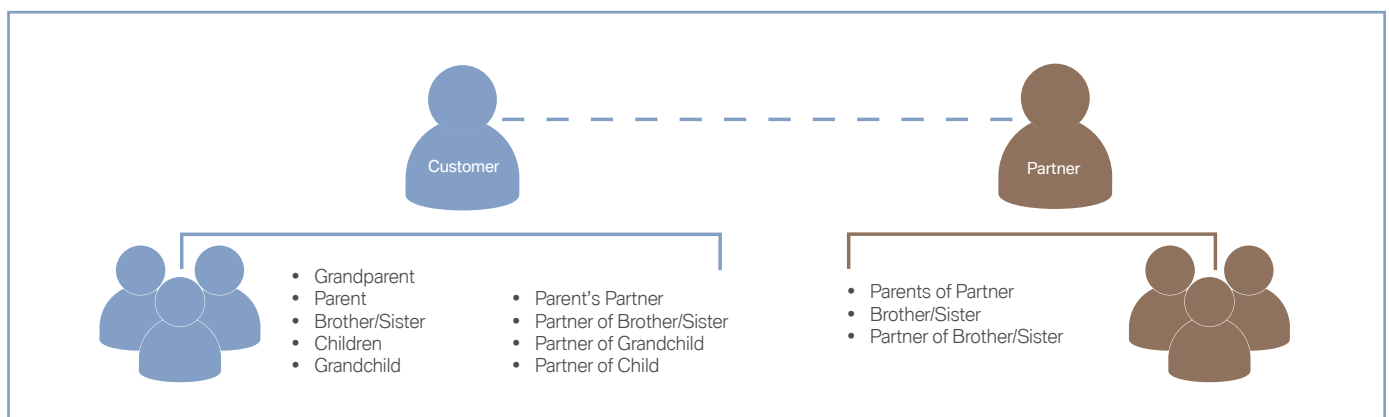 Customer
Partner
• Grandparent
• Parent
• Brother/Sister
• Children
• Grandchild
• Parent's Partner
• Partner of Brother/Sister
• Partner of Grandchild
• Partner of Child
• Parents of Partner
• Brother/Sister
• Partner of Brother/Sister